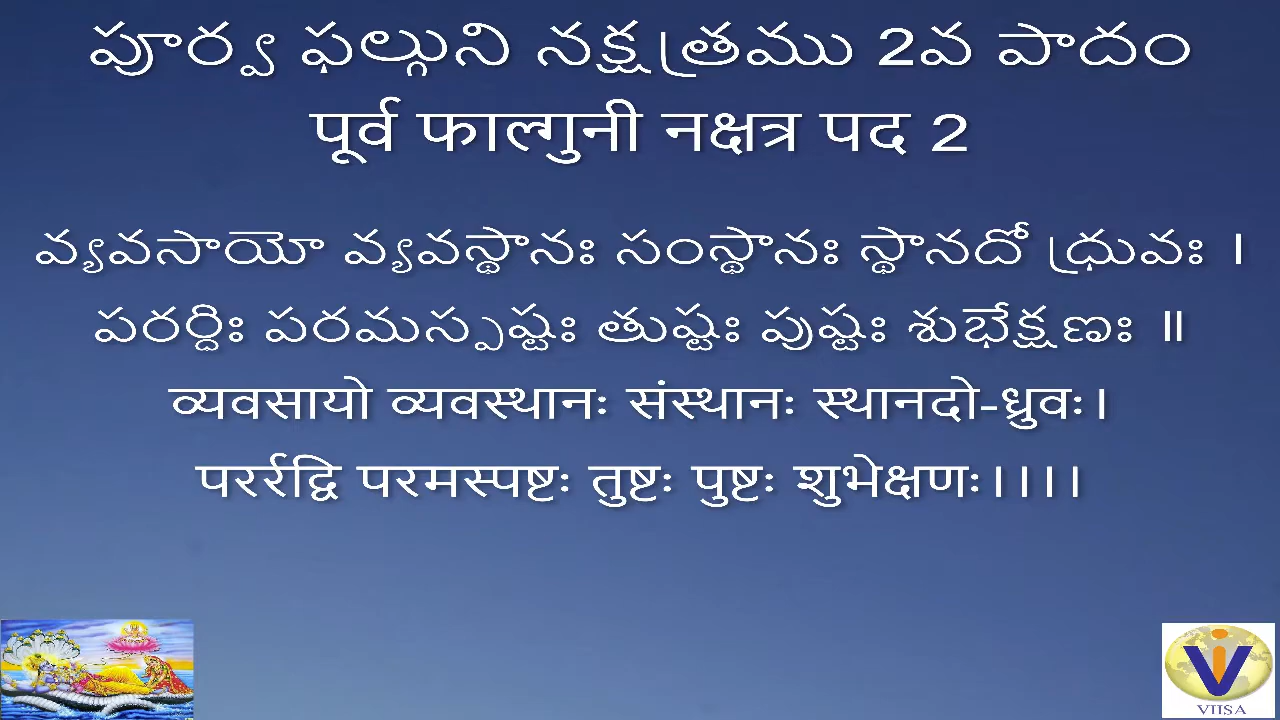 పూర్వ ఫల్గుని నక్షత్రము 2వ పాదం
पूर्व फाल्गुनी नक्षत्र पद 2
వ్యవసాయో వ్యవస్థానః సంస్థానః స్థానదో ధ్రువః ।
పరర్ధిః పరమస్పష్టః తుష్టః పుష్టః శుభేక్షణః ॥
व्यवसायो व्यवस्थानः संस्थानः स्थानदो-ध्रुवः।
परर्रद्वि परमस्पष्टः तुष्टः पुष्टः शुभेक्षणः।।।।
VIISA